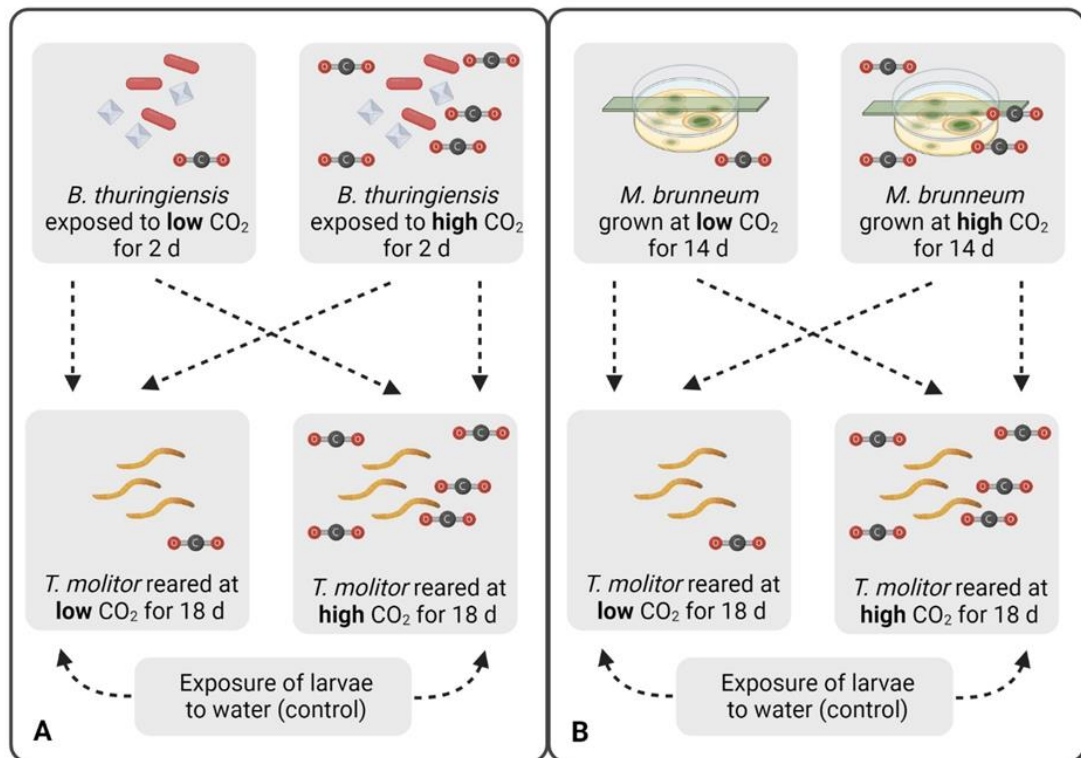 B. thuringiensis
exposed to low CO₂
for 2 d
B. thuringiensis
exposed to high CO₂
for 2 d
T. molitor reared at
low CO₂ for 18 d
T. molitor reared at
high CO₂ for 18 d
Exposure of larvae
to water (control)
A
M. brunneum
grown at low CO₂
for 14 d
M. brunneum
grown at high CO₂
for 14 d
T. molitor reared at
low CO₂ for 18 d
T. molitor reared at
high CO₂ for 18 d
Exposure of larvae
to water (control)
B